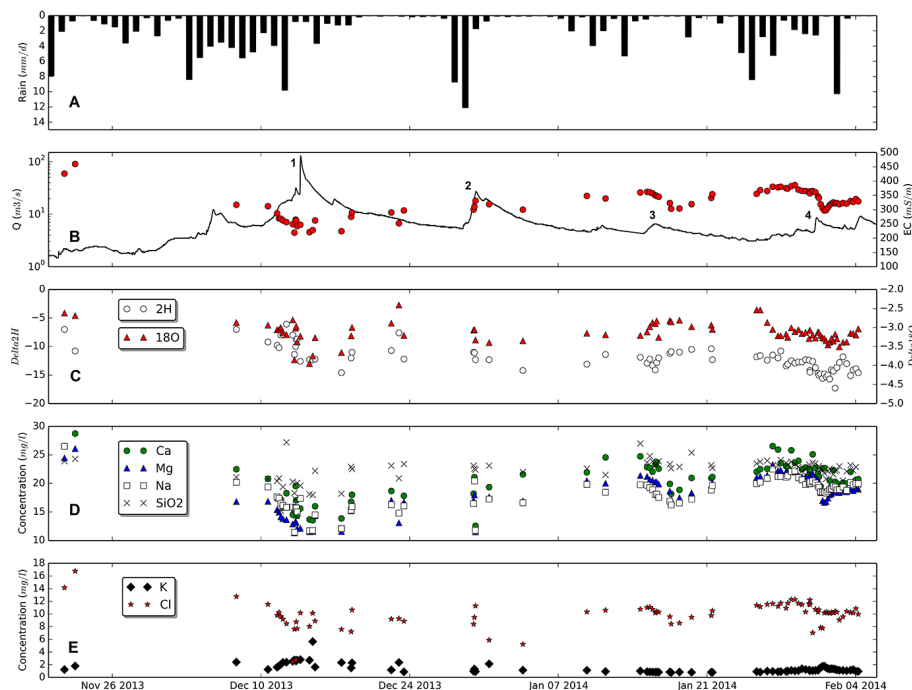 0
2
4
6
8
10
12
14
Rain (mm/d)
A
10²
10¹
10⁰
Q (m3/s)
B
1
2
3
4
500
450
400
350
300
250
200
150
100
EC (mS/m)
0
−5
−10
−15
−20
Delta2H
C
2H
18O
−2.0
−2.5
−3.0
−3.5
−4.0
−4.5
−5.0
30
25
20
15
10
Concentration (mg/l)
D
Ca
Mg
Na
SiO2
18
16
14
12
10
8
6
4
2
0
Concentration (mg/l)
E
K
Cl
Nov 26 2013
Dec 10 2013
Dec 24 2013
Jan 07 2014
Jan 21 2014
Feb 04 2014